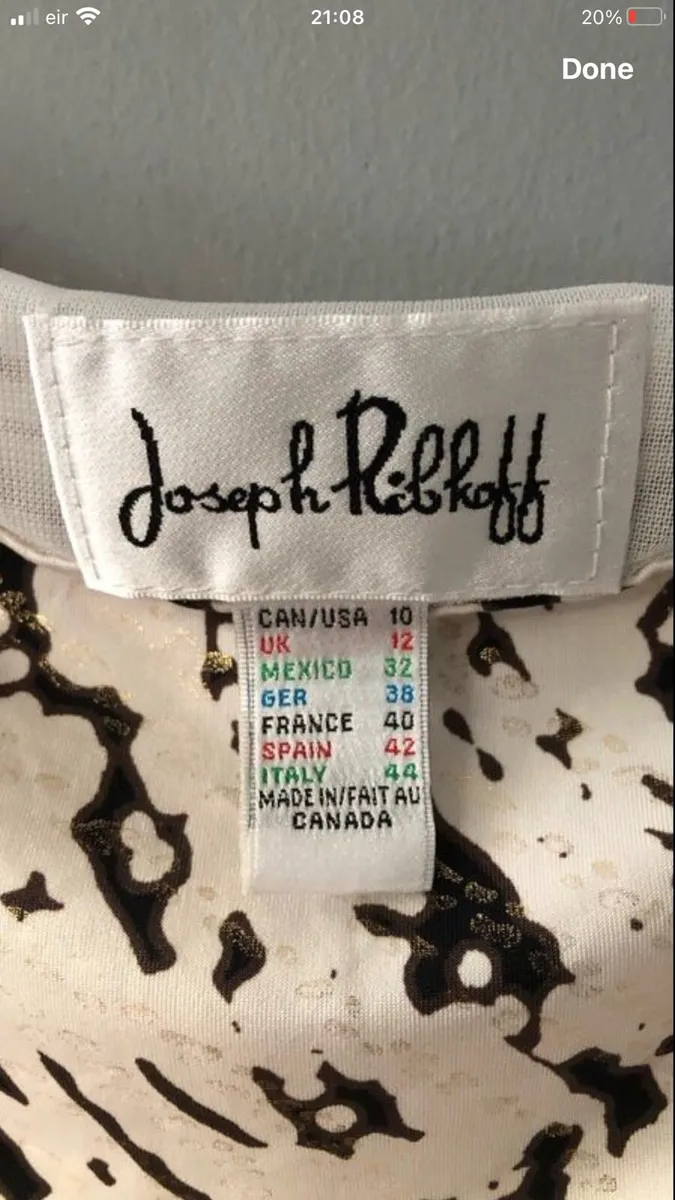 eir 21:08 20%
Done
Joseph Ribkoff
CAN/USA 10
UK 12
MEXICO 32
GER 38
FRANCE 40
SPAIN 42
ITALY 44
MADE IN/FAIT AU
CANADA